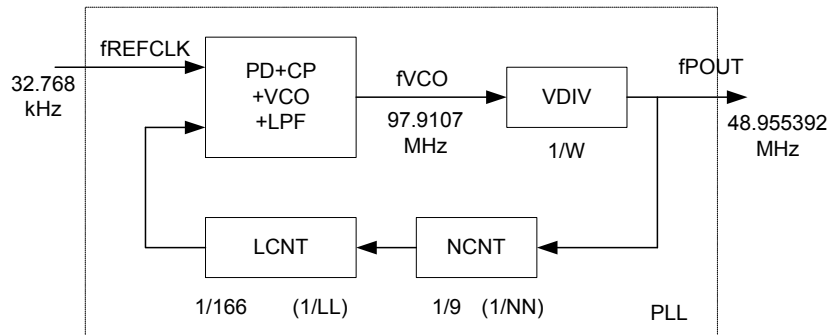 fREFCLK
32.768
kHz
PD+CP
+VCO
+LPF
fVCO
97.9107
MHz
VDIV
1/W
fPOUT
48.955392
MHz
LCNT
1/166 (1/LL)
NCNT
1/9 (1/NN)
PLL